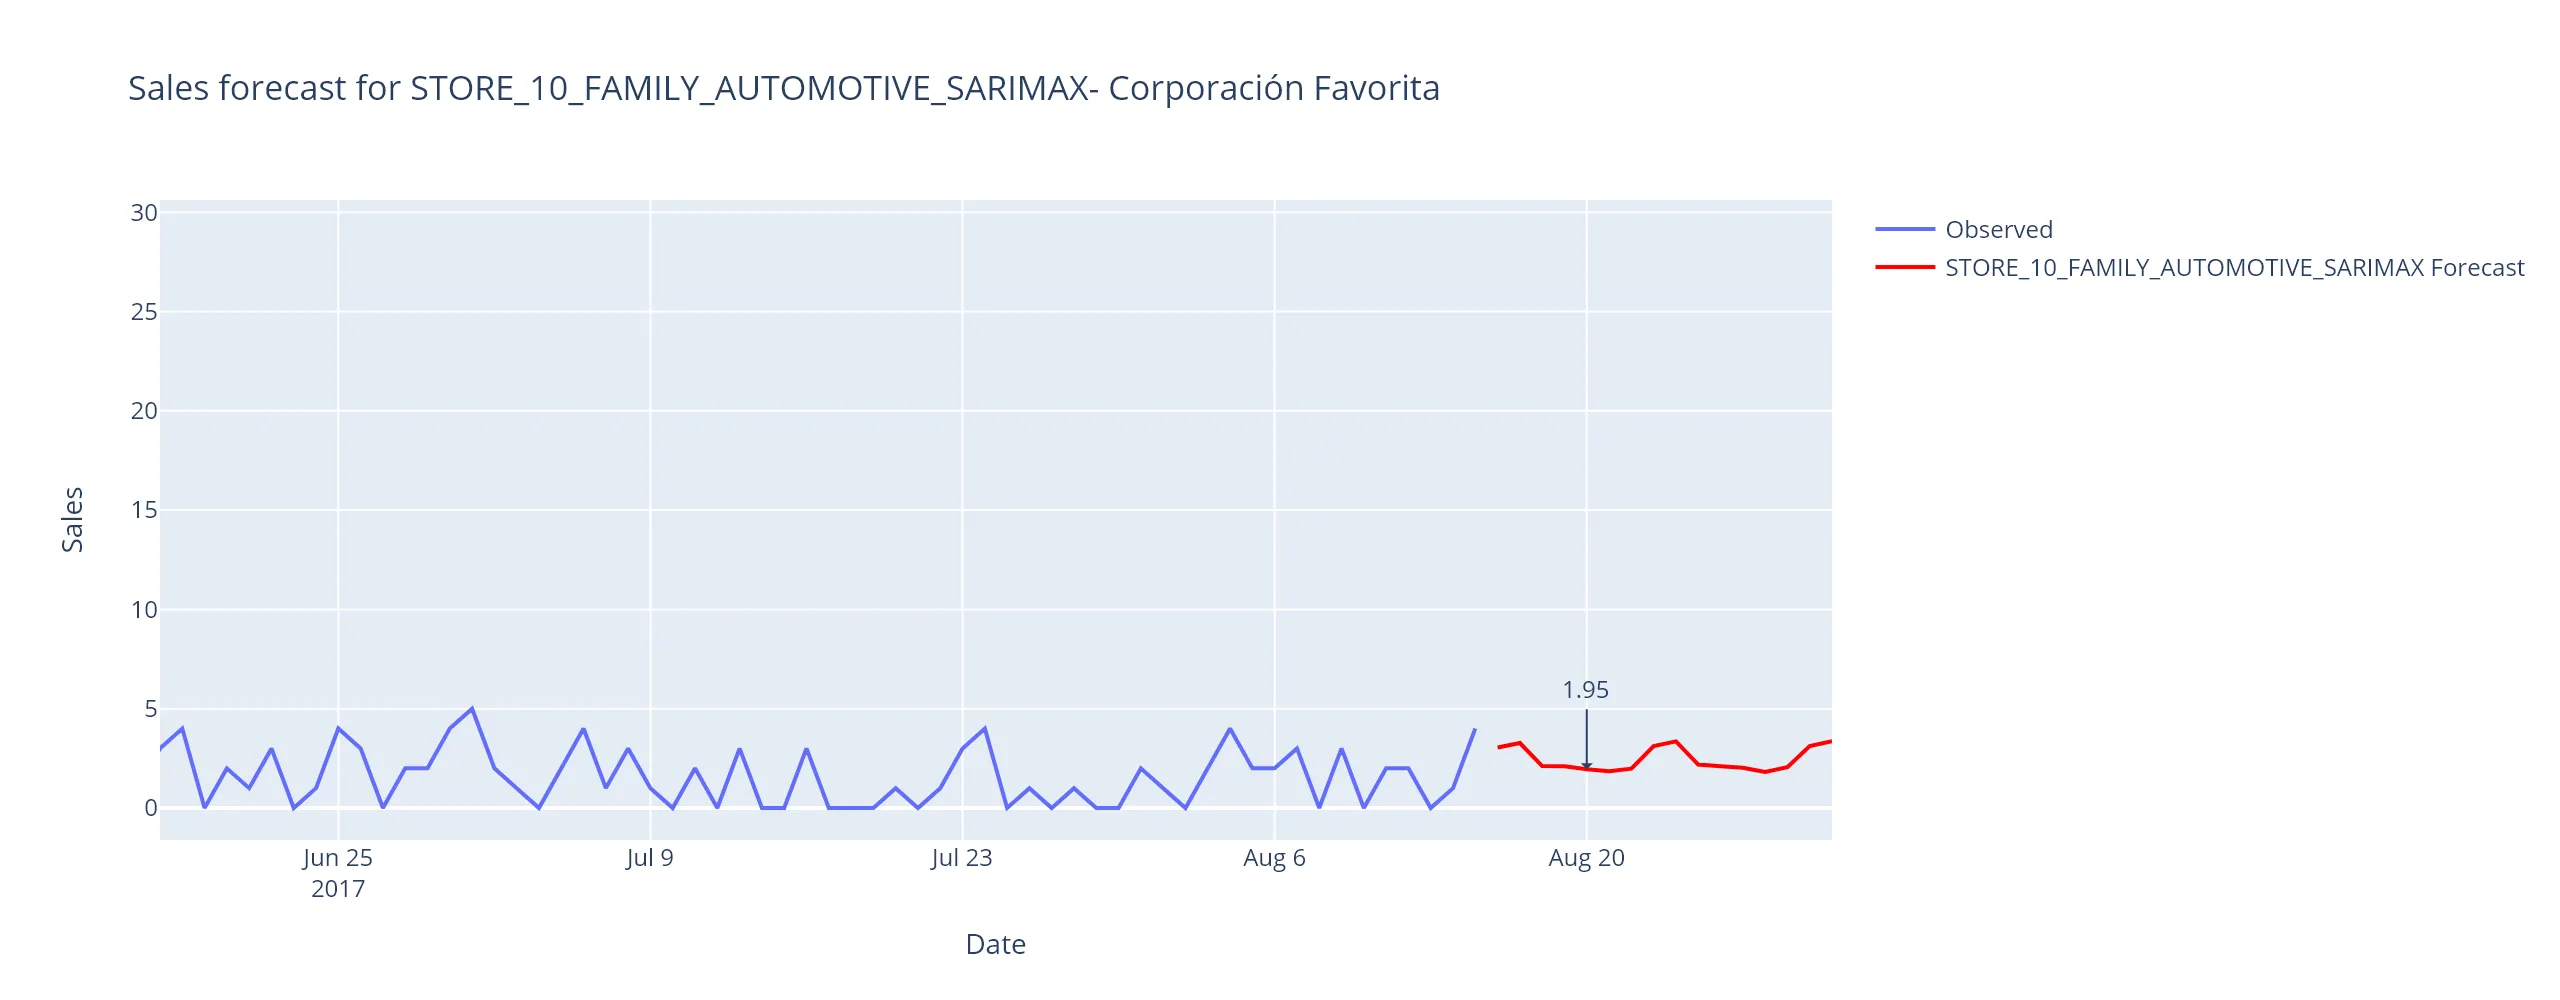 Sales forecast for STORE_10_FAMILY_AUTOMOTIVE_SARIMAX- Corporación Favorita
Observed
STORE_10_FAMILY_AUTOMOTIVE_SARIMAX Forecast
Sales
30
25
20
15
10
5
0
1.95
Jun 25
2017
Jul 9
Jul 23
Aug 6
Aug 20
Date